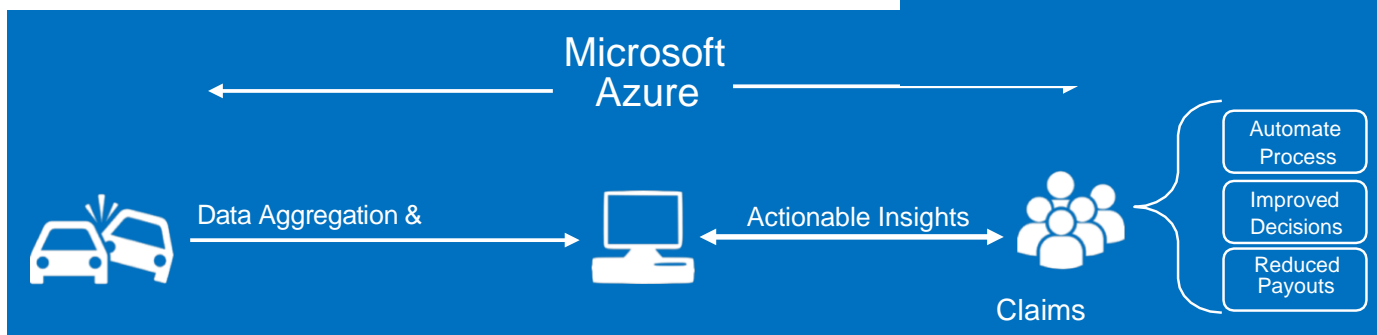 Microsoft
Azure
Data Aggregation &
Actionable Insights
Claims
Automate
Process
Improved
Decisions
Reduced
Payouts